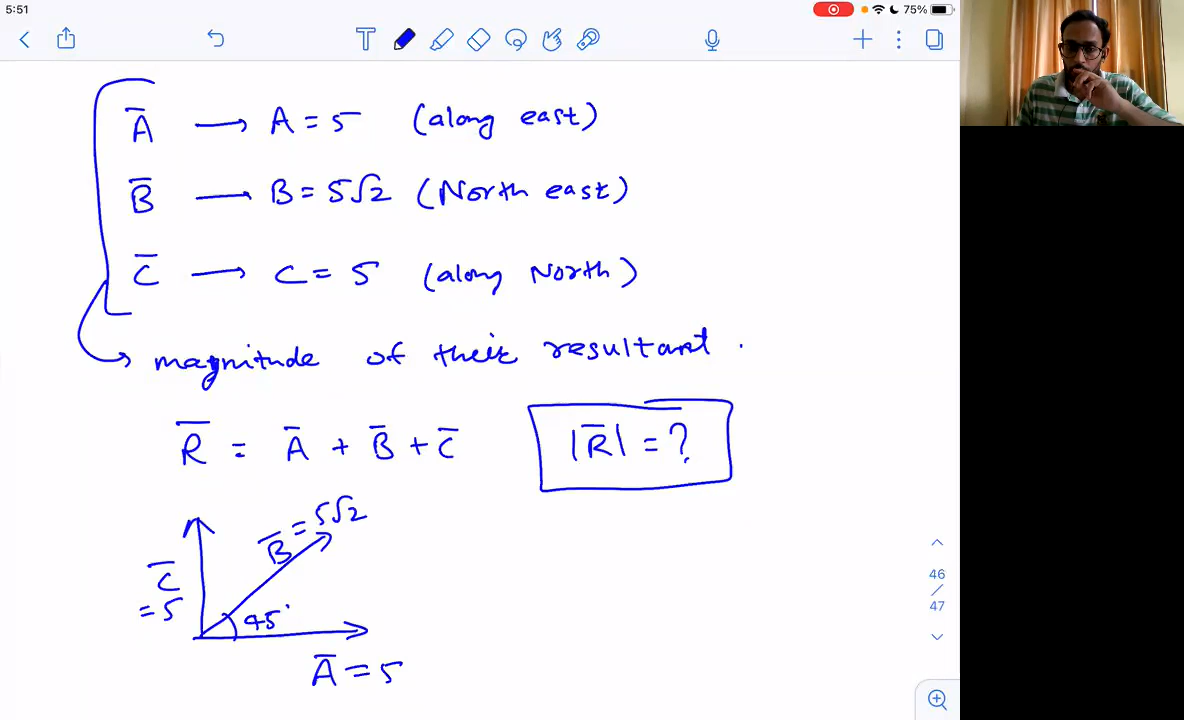 5:51
75%
T
A̅ → A = 5 (along east)
B̅ → B = 5√2 (North east)
C̅ → C = 5 (along North)
magnitude of their resultant .
R̅ = A̅ + B̅ + C̅
|R̅| = ?
B̅ = 5√2
C̅
= 5
45°
A̅ = 5
46
/
47